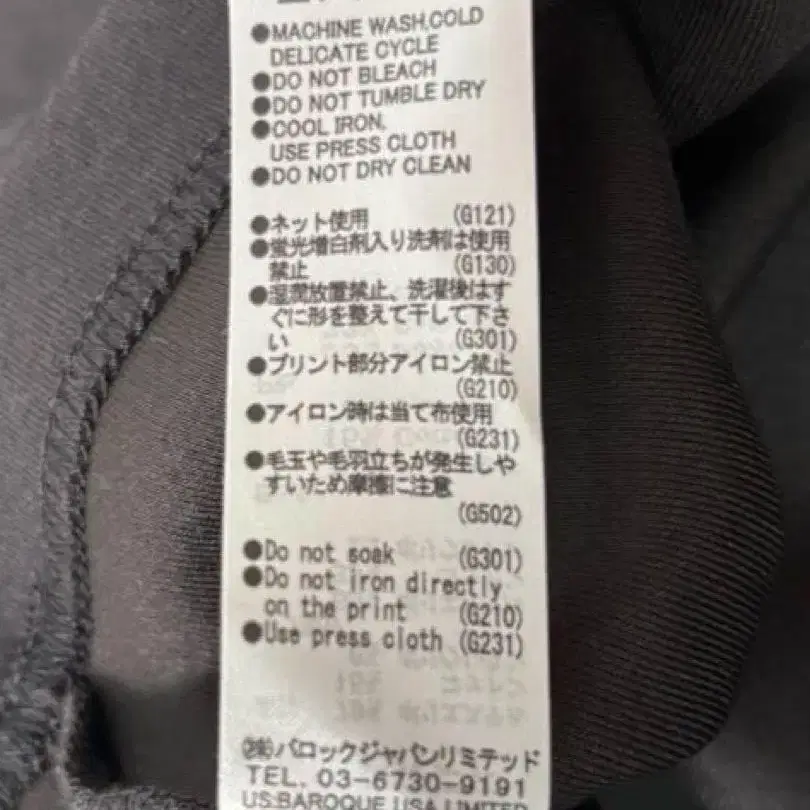 ●MACHINE WASH,COLD
DELICATE CYCLE
●DO NOT BLEACH
●DO NOT TUMBLE DRY
●COOL IRON,
USE PRESS CLOTH
●DO NOT DRY CLEAN
●ネット使用 (G121)
●蛍光増白剤入り洗剤は使用
禁止 (G130)
●湿潤放置禁止、洗濯後はす
ぐに形を整えて干して下さ
い (G301)
●プリント部分アイロン禁止
(G210)
●アイロン時は当て布使用
(G231)
●毛玉や毛羽立ちが発生しや
すいため摩擦に注意
(G502)
●Do not soak (G301)
●Do not iron directly
on the print (G210)
●Use press cloth (G231)
㈱バロックジャパンリミテッド
TEL. 03-6730-9191
US:BAROQUE USA LIMITED